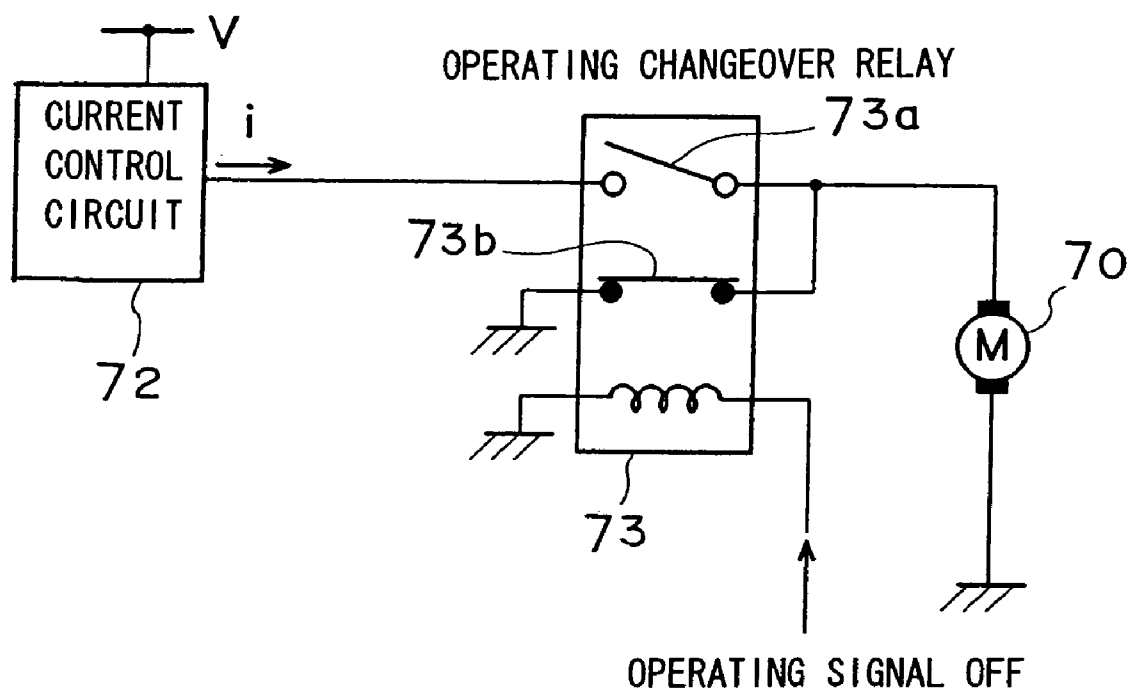 V
OPERATING CHANGEOVER RELAY
CURRENT
CONTROL
CIRCUIT
i
73a
73b
70
72
M
73
OPERATING SIGNAL OFF